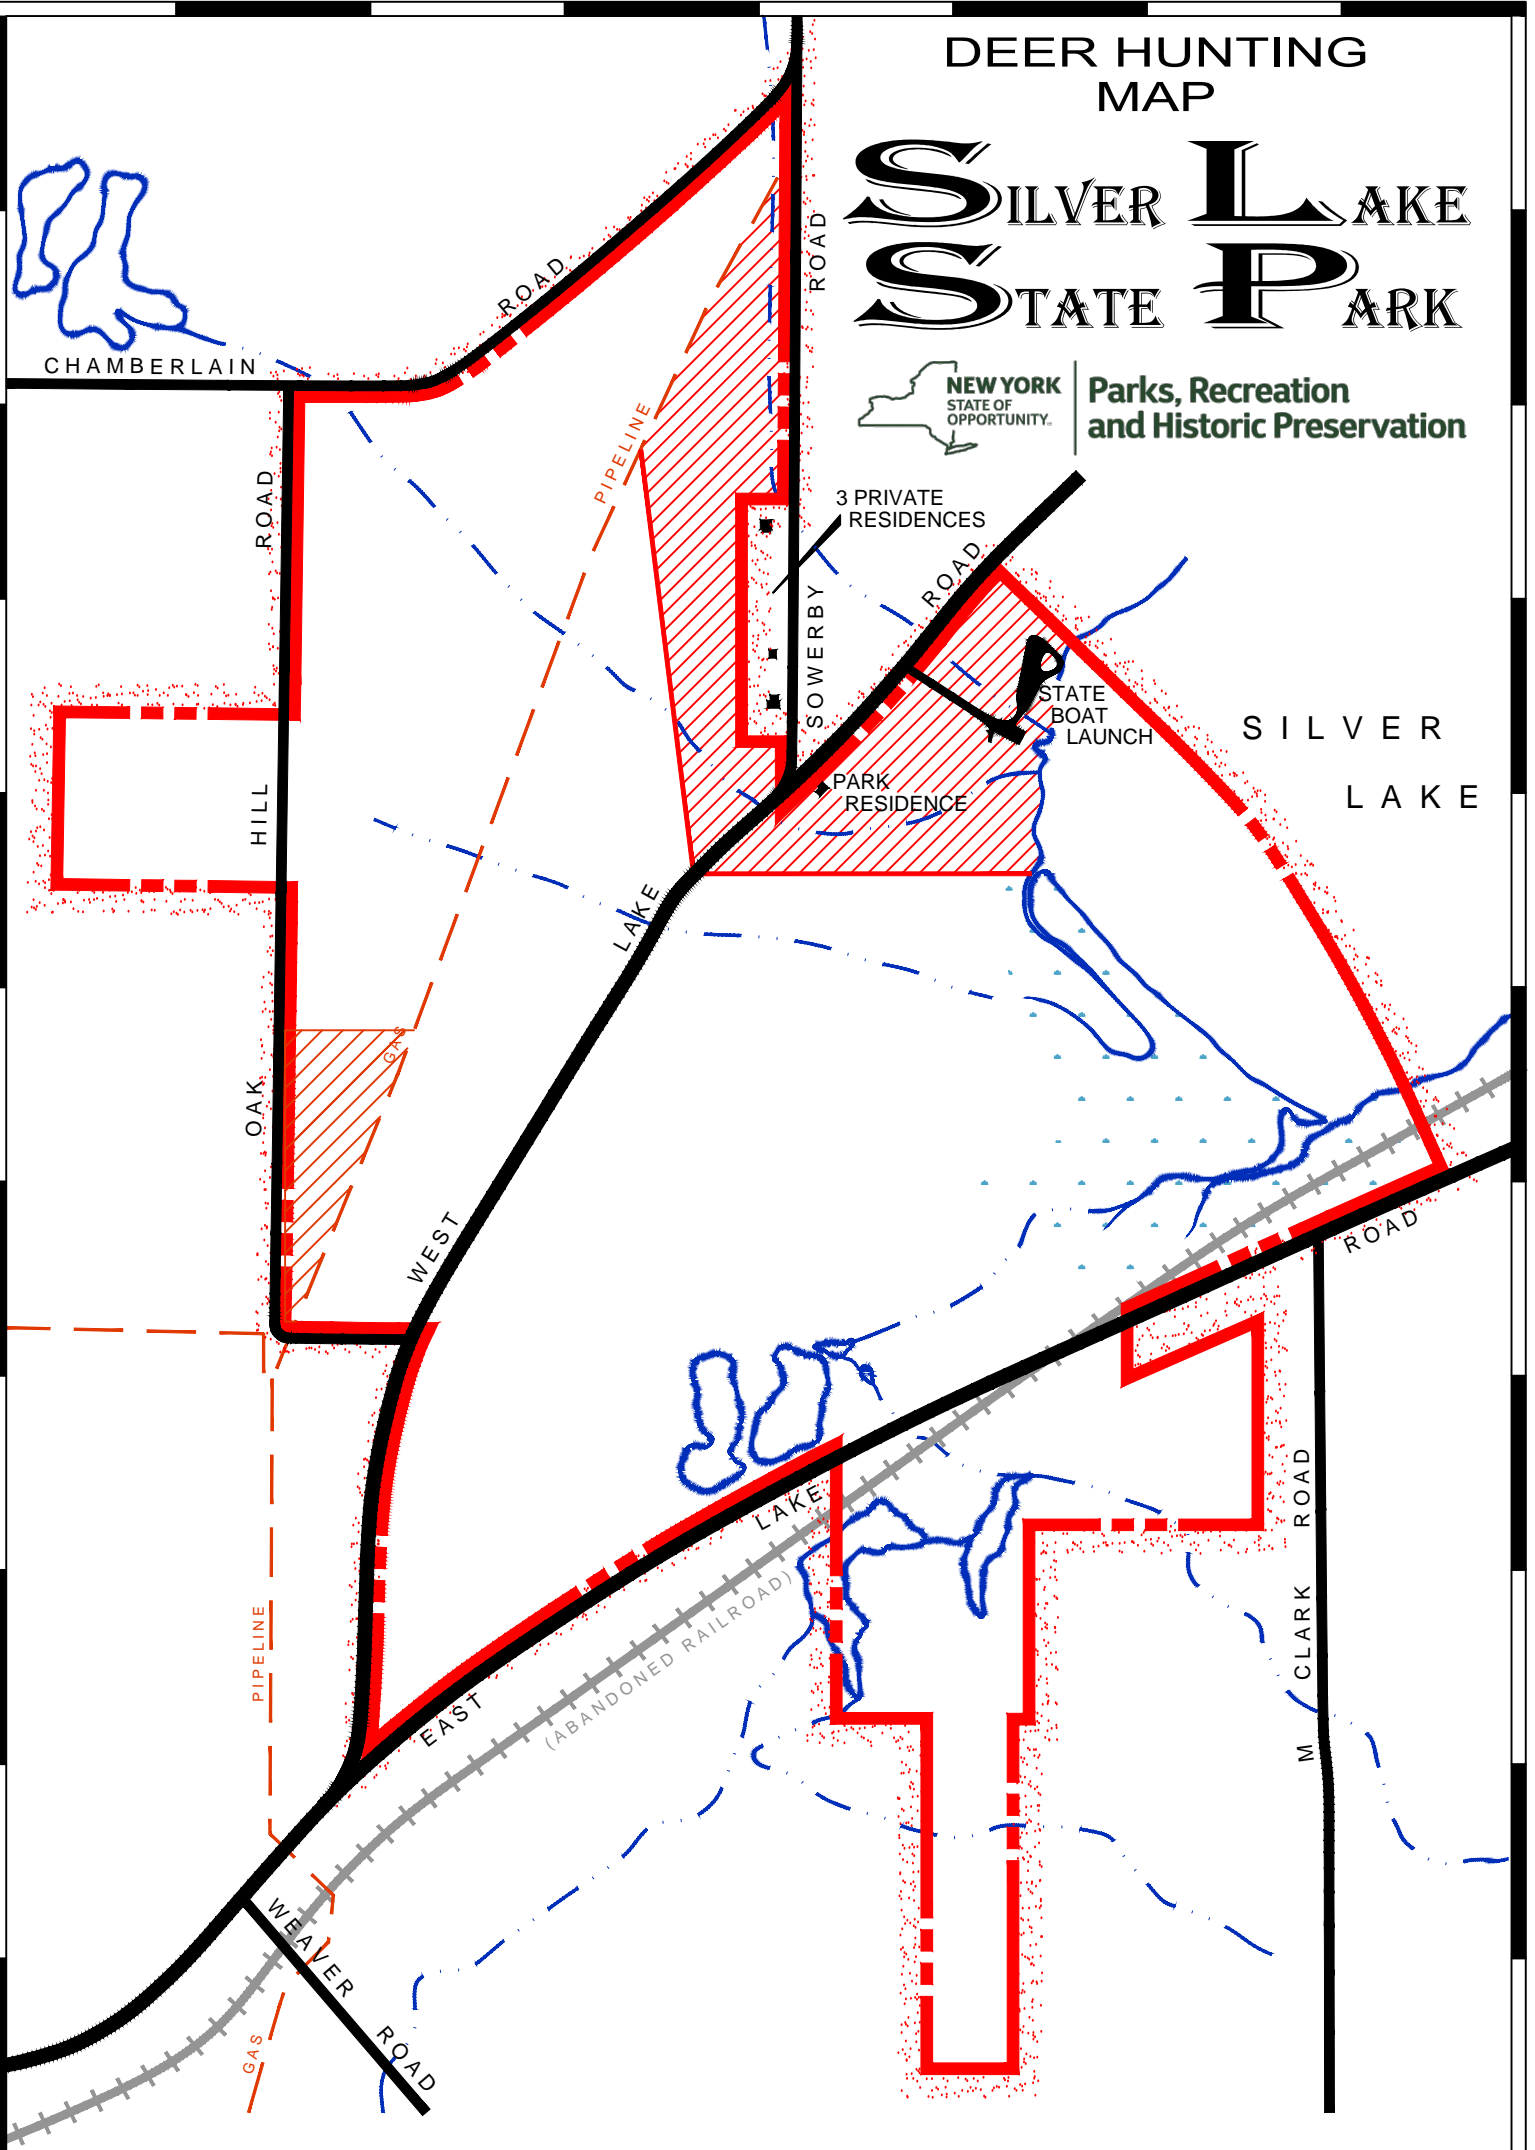 DEER HUNTING
MAP
SILVER LAKE
STATE PARK
NEW YORK
STATE OF
OPPORTUNITY™
Parks, Recreation
and Historic Preservation
CHAMBERLAIN
ROAD
ROAD
ROAD
PIPELINE
3 PRIVATE
RESIDENCES
ROAD
SOWERBY
STATE
BOAT
LAUNCH
SILVER
LAKE
PARK
RESIDENCE
HILL
LAKE
GAS
OAK
WEST
ROAD
LAKE
ROAD
(ABANDONED RAILROAD)
CLARK
PIPELINE
EAST
M
WEAVER
ROAD
GAS